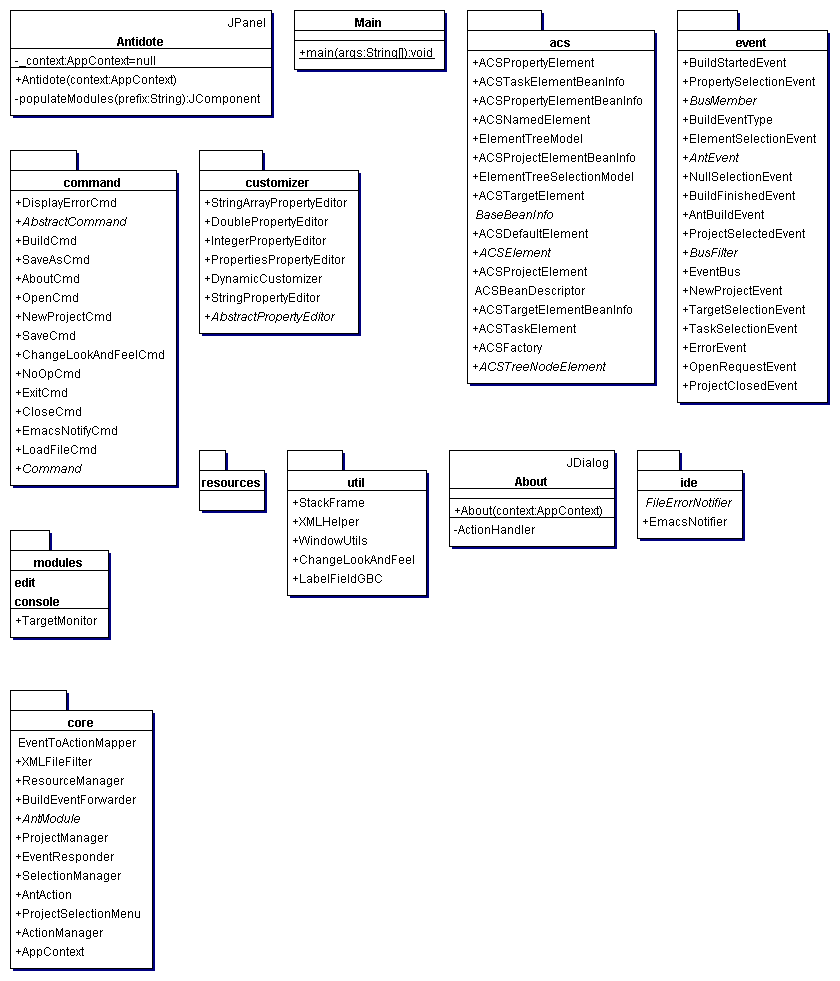 JPanel
Antidote
-_context:AppContext=null
+Antidote(context:AppContext)
-populateModules(prefix:String):JComponent
Main
+main(args:String[]):void
acs
+ACSPropertyElement
+ACSTaskElementBeanInfo
+ACSPropertyElementBeanInfo
+ACSNamedElement
+ElementTreeModel
+ACSProjectElementBeanInfo
+ElementTreeSelectionModel
+ACSTargetElement
BaseBeanInfo
+ACSDefaultElement
+ACSElement
+ACSProjectElement
ACSBeanDescriptor
+ACSTargetElementBeanInfo
+ACSTaskElement
+ACSFactory
+ACSTreeNodeElement
event
+BuildStartedEvent
+PropertySelectionEvent
+BusMember
+BuildEventType
+ElementSelectionEvent
+AntEvent
+NullSelectionEvent
+BuildFinishedEvent
+AntBuildEvent
+ProjectSelectedEvent
+BusFilter
+EventBus
+NewProjectEvent
+TargetSelectionEvent
+TaskSelectionEvent
+ErrorEvent
+OpenRequestEvent
+ProjectClosedEvent
command
+DisplayErrorCmd
+AbstractCommand
+BuildCmd
+SaveAsCmd
+AboutCmd
+OpenCmd
+NewProjectCmd
+SaveCmd
+ChangeLookAndFeelCmd
+NoOpCmd
+ExitCmd
+CloseCmd
+EmacsNotifyCmd
+LoadFileCmd
+Command
customizer
+StringArrayPropertyEditor
+DoublePropertyEditor
+IntegerPropertyEditor
+PropertiesPropertyEditor
+DynamicCustomizer
+StringPropertyEditor
+AbstractPropertyEditor
resources
util
+StackFrame
+XMLHelper
+WindowUtils
+ChangeLookAndFeel
+LabelFieldGBC
JDialog
About
+About(context:AppContext)
-ActionHandler
ide
FileErrorNotifier
+EmacsNotifier
modules
edit
console
+TargetMonitor
core
EventToActionMapper
+XMLFileFilter
+ResourceManager
+BuildEventForwarder
+AntModule
+ProjectManager
+EventResponder
+SelectionManager
+AntAction
+ProjectSelectionMenu
+ActionManager
+AppContext